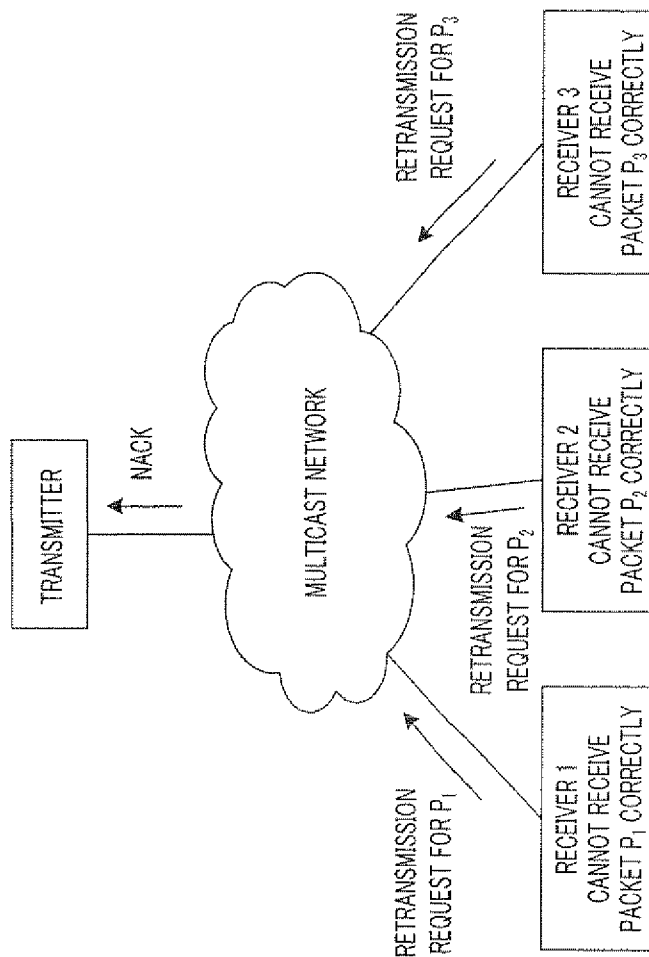 TRANSMITTER
NACK
MULTICAST NETWORK
RETRANSMISSION
REQUEST FOR P₁
RETRANSMISSION
REQUEST FOR P₂
RETRANSMISSION
REQUEST FOR P₃
RECEIVER 1
CANNOT RECEIVE
PACKET P₁ CORRECTLY
RECEIVER 2
CANNOT RECEIVE
PACKET P₂ CORRECTLY
RECEIVER 3
CANNOT RECEIVE
PACKET P₃ CORRECTLY